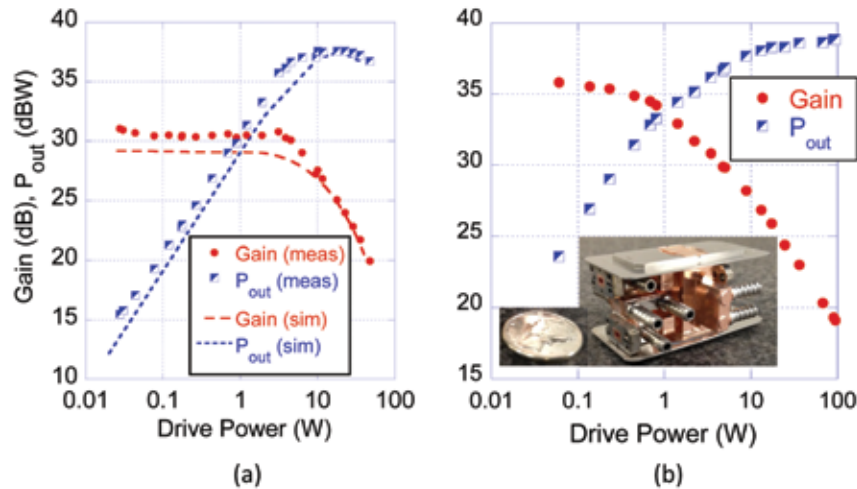 40
35
30
25
20
15
10
Gain (dB), P_out (dBW)
Gain (meas)
P_out (meas)
Gain (sim)
P_out (sim)
0.01 0.1 1 10 100
Drive Power (W)
(a)
40
35
30
25
20
15
Gain
P_out
0.01 0.1 1 10 100
Drive Power (W)
(b)